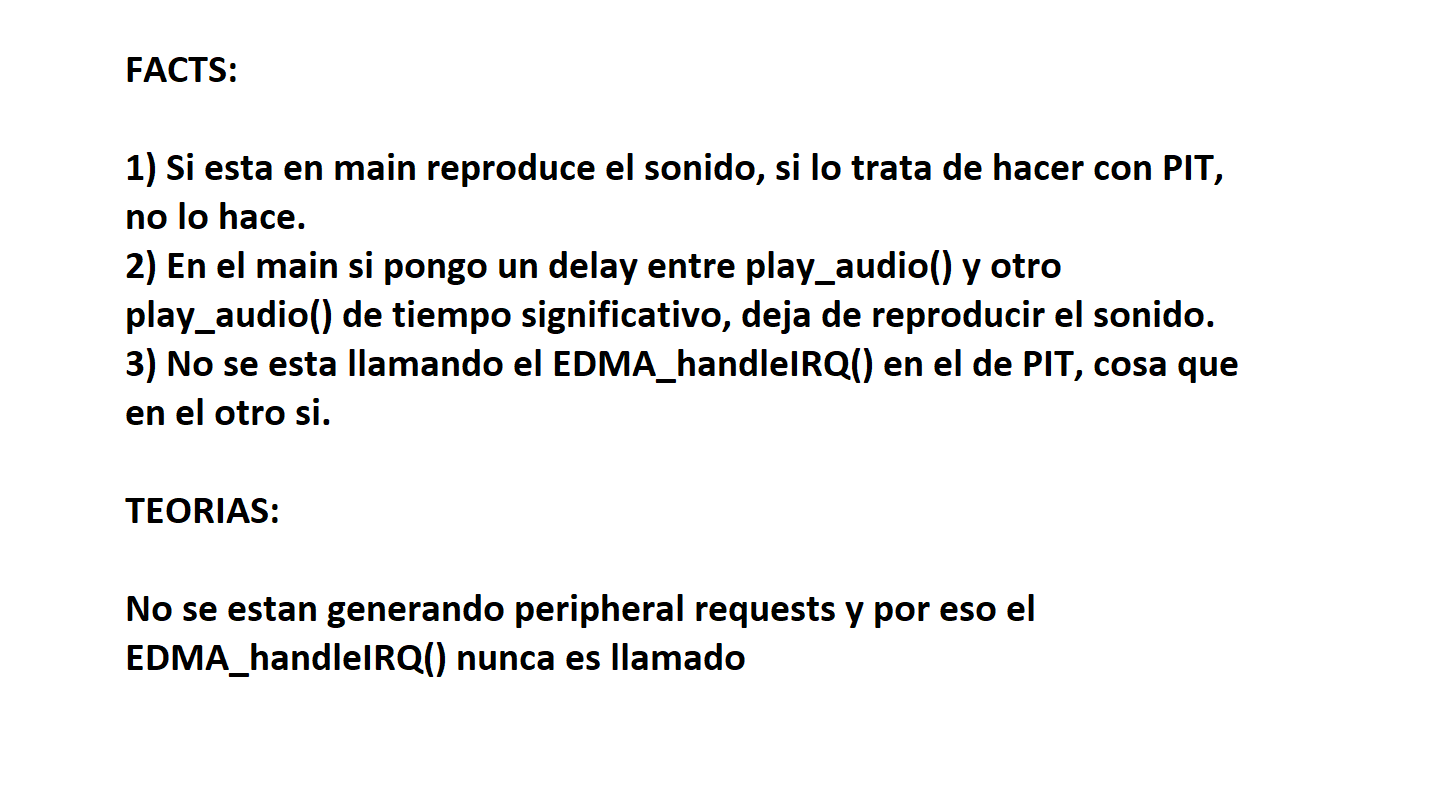 FACTS:
1) Si esta en main reproduce el sonido, si lo trata de hacer con PIT,
no lo hace.
2) En el main si pongo un delay entre play_audio() y otro
play_audio() de tiempo significativo, deja de reproducir el sonido.
3) No se esta llamando el EDMA_handleIRQ() en el de PIT, cosa que
en el otro si.
TEORIAS:
No se estan generando peripheral requests y por eso el
EDMA_handleIRQ() nunca es llamado